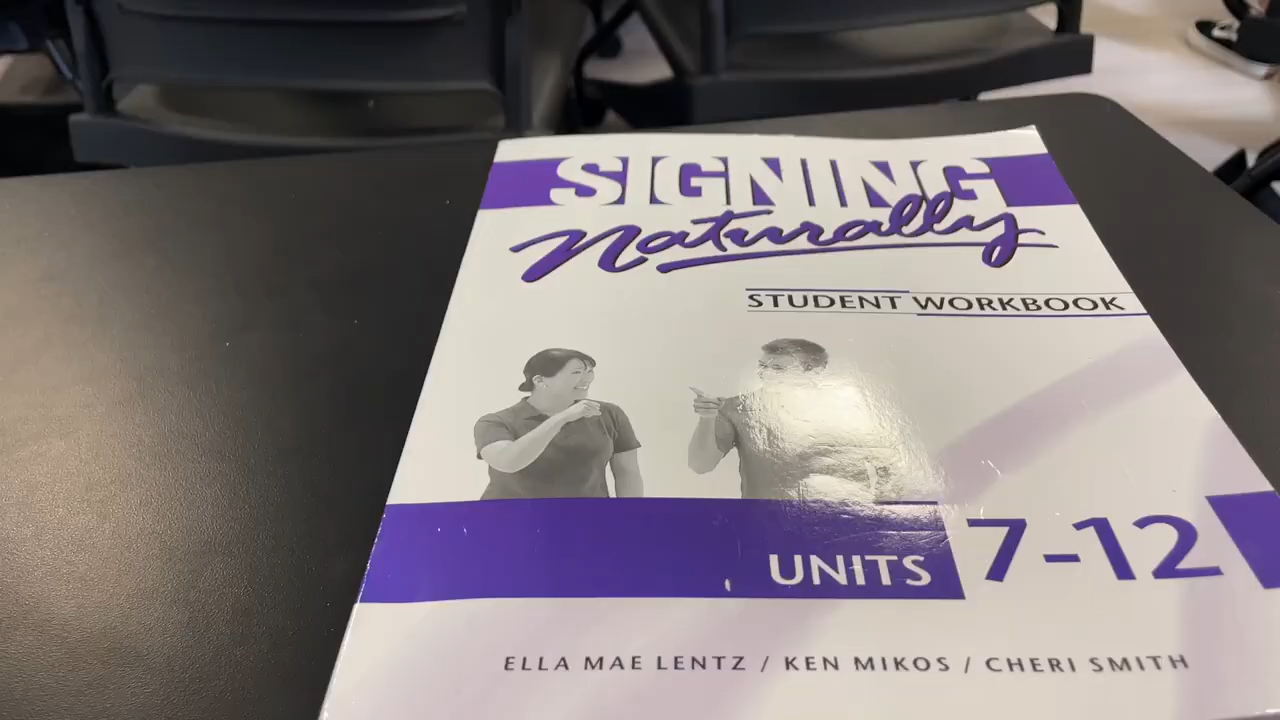 SIGNING
Naturally
STUDENT WORKBOOK
UNITS 7-12
ELLA MAE LENTZ / KEN MIKOS / CHERI SMITH